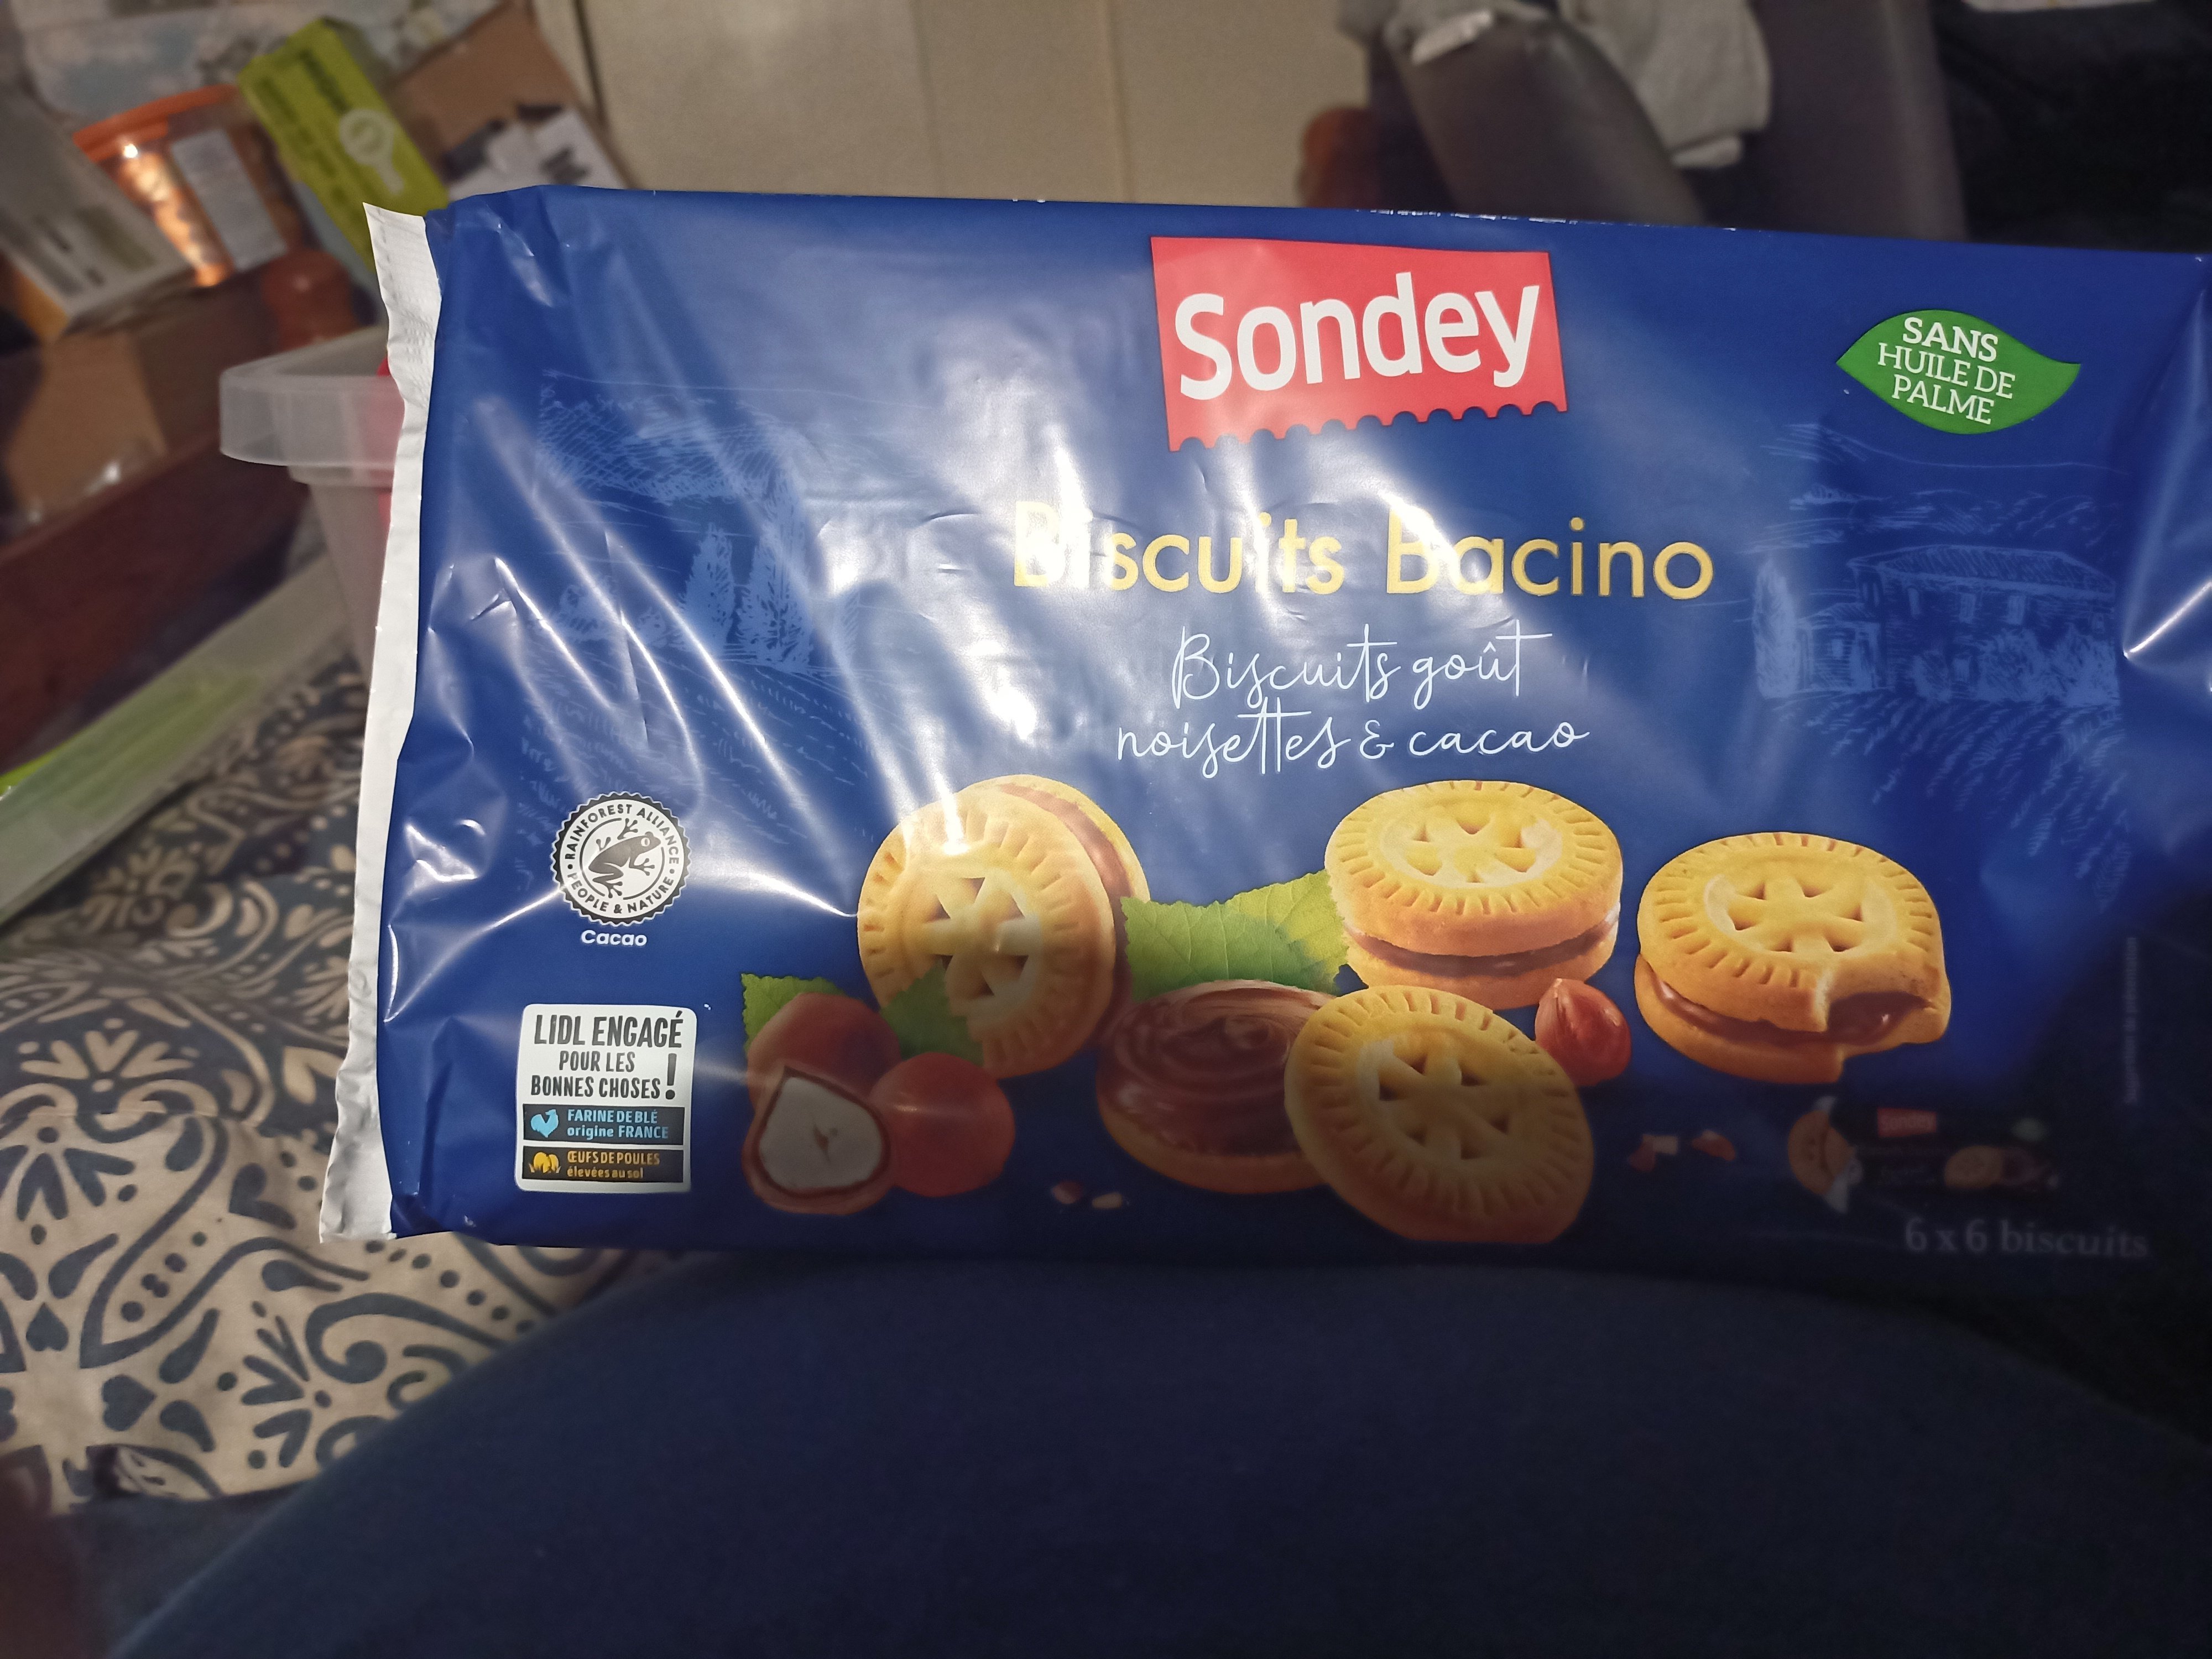 Sondey
SANS
HUILE DE
PALME
Biscuits Bacino
Biscuits goût
noisettes & cacao
RAINFOREST ALLIANCE
PEOPLE & NATURE
Cacao
LIDL ENGAGÉ
POUR LES
BONNES CHOSES !
FARINE DE BLÉ
origine FRANCE
ŒUFS DE POULES
élevées au sol
Sondey
6 x 6 biscuits